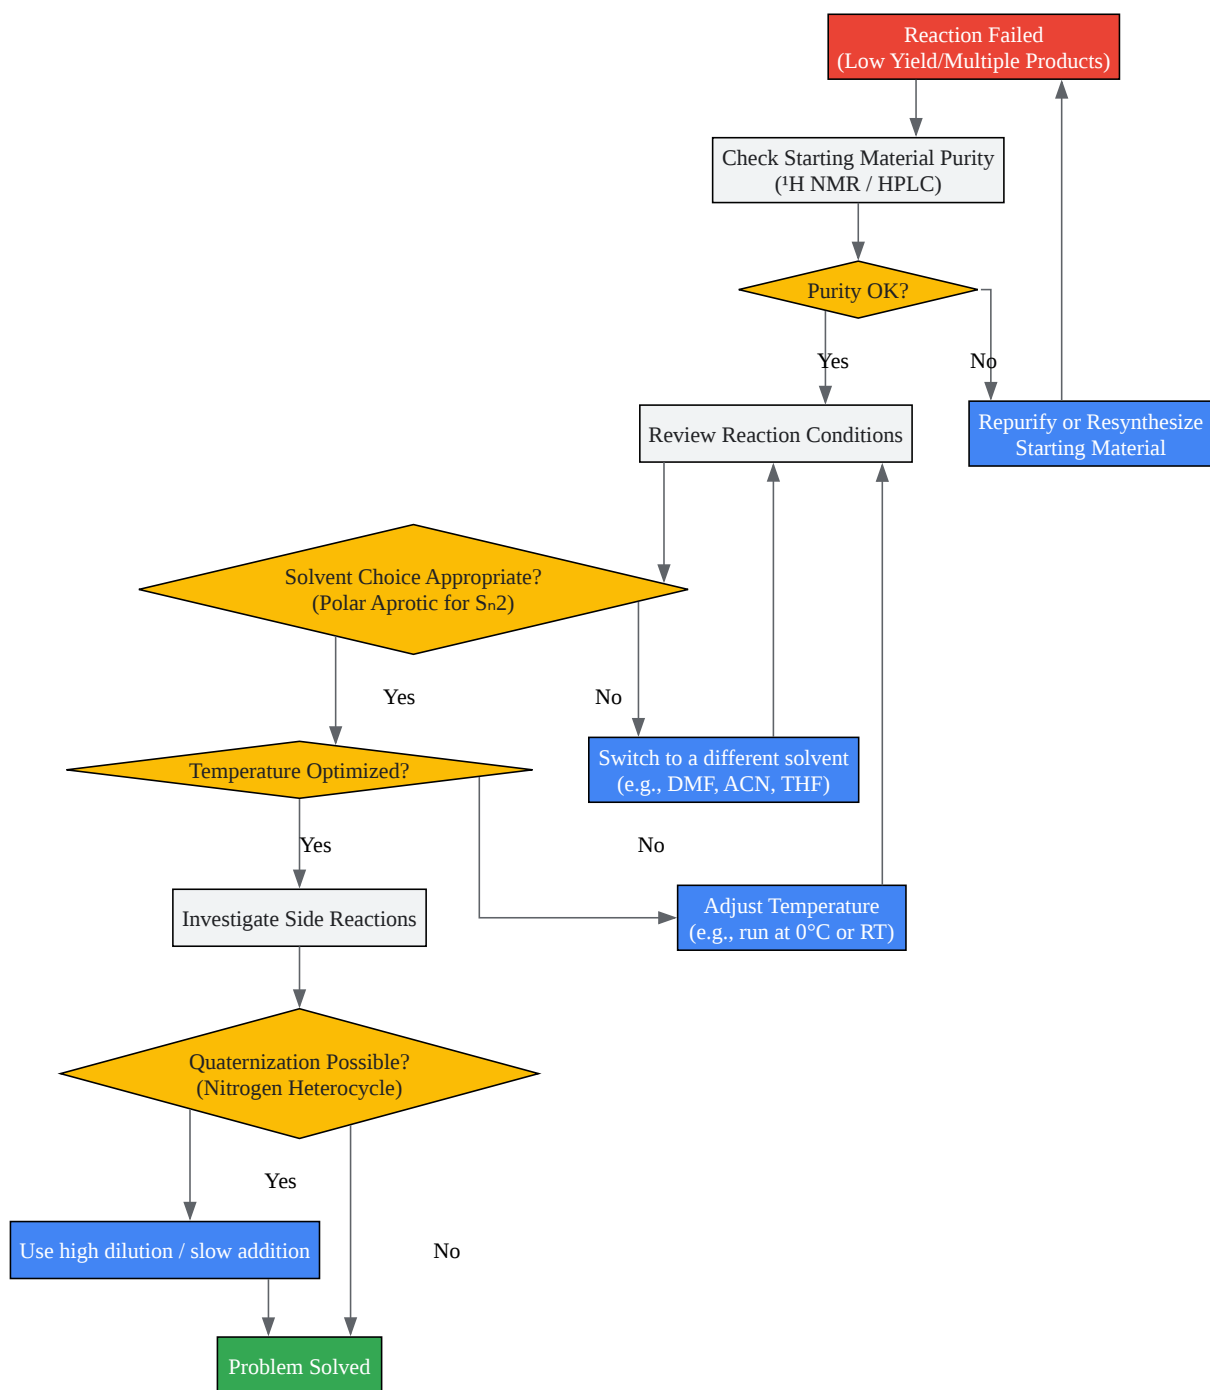 Reaction Failed
(Low Yield/Multiple Products)
Check Starting Material Purity
(¹H NMR / HPLC)
Purity OK?
Yes
No
Repurify or Resynthesize
Starting Material
Review Reaction Conditions
Solvent Choice Appropriate?
(Polar Aprotic for Sₙ2)
Yes
No
Switch to a different solvent
(e.g., DMF, ACN, THF)
Temperature Optimized?
Yes
No
Adjust Temperature
(e.g., run at 0°C or RT)
Investigate Side Reactions
Quaternization Possible?
(Nitrogen Heterocycle)
Yes
No
Use high dilution / slow addition
Problem Solved